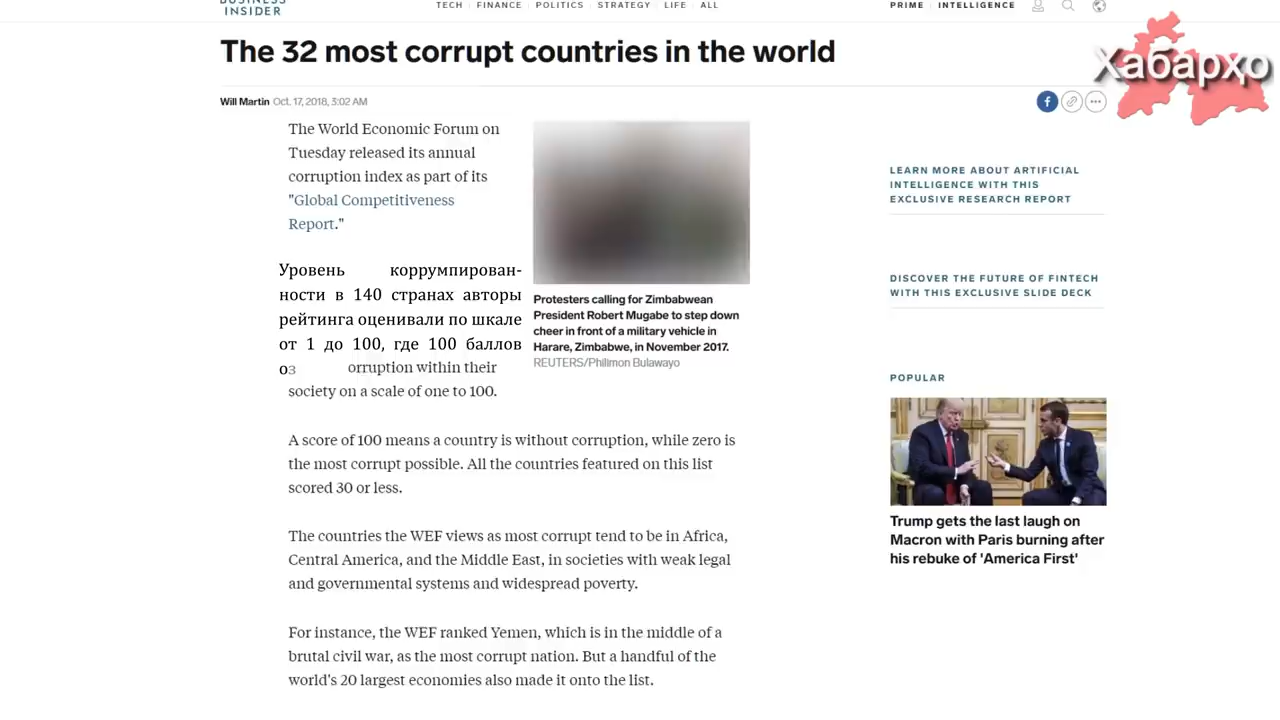 BUSINESS
INSIDER
TECH FINANCE POLITICS STRATEGY LIFE ALL
PRIME INTELLIGENCE
The 32 most corrupt countries in the world
Хабарҳо
Will Martin Oct. 17, 2018, 3:02 AM
The World Economic Forum on
Tuesday released its annual
corruption index as part of its
"Global Competitiveness
Report."
Уровень коррумпирован-
ности в 140 странах авторы
рейтинга оценивали по шкале
от 1 до 100, где 100 баллов
оз
orruption within their
society on a scale of one to 100.
Protesters calling for Zimbabwean
President Robert Mugabe to step down
cheer in front of a military vehicle in
Harare, Zimbabwe, in November 2017.
REUTERS/Philimon Bulawayo
A score of 100 means a country is without corruption, while zero is
the most corrupt possible. All the countries featured on this list
scored 30 or less.
The countries the WEF views as most corrupt tend to be in Africa,
Central America, and the Middle East, in societies with weak legal
and governmental systems and widespread poverty.
For instance, the WEF ranked Yemen, which is in the middle of a
brutal civil war, as the most corrupt nation. But a handful of the
world's 20 largest economies also made it onto the list.
LEARN MORE ABOUT ARTIFICIAL
INTELLIGENCE WITH THIS
EXCLUSIVE RESEARCH REPORT
DISCOVER THE FUTURE OF FINTECH
WITH THIS EXCLUSIVE SLIDE DECK
POPULAR
Trump gets the last laugh on
Macron with Paris burning after
his rebuke of 'America First'